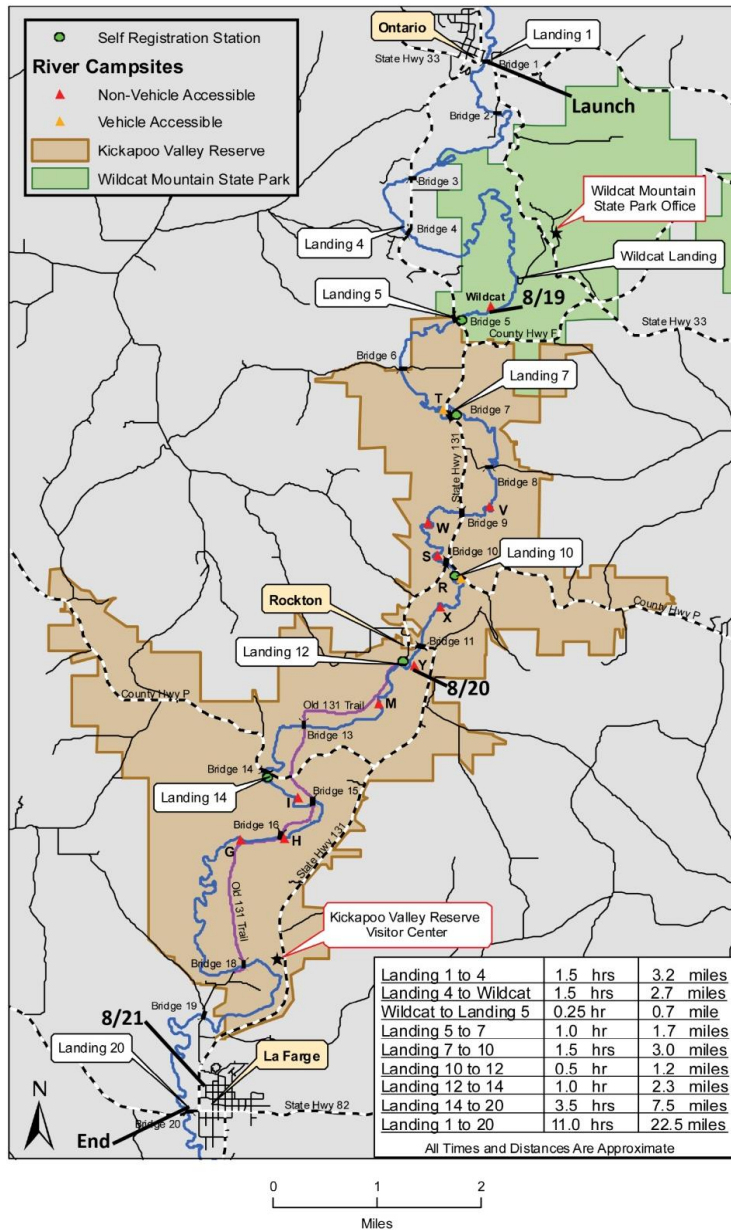 Self Registration Station
River Campsites
Non-Vehicle Accessible
Vehicle Accessible
Kickapoo Valley Reserve
Wildcat Mountain State Park
Ontario
Landing 1
State Hwy 33
Bridge 1
Launch
Bridge 2
Bridge 3
Wildcat Mountain
State Park Office
Landing 4
Bridge 4
Wildcat Landing
Landing 5
Wildcat
8/19
Bridge 5
County Hwy F
State Hwy 33
Bridge 6
Landing 7
T
Bridge 7
State Hwy 131
Bridge 8
V
W
Bridge 9
S
Bridge 10
Landing 10
R
Rockton
X
County Hwy P
Landing 12
Bridge 11
Y
8/20
County Hwy P
M
Old 131 Trail
Bridge 13
Bridge 14
Landing 14
I
Bridge 15
Bridge 16
H
G
State Hwy 131
Old 131 Trail
Kickapoo Valley Reserve
Visitor Center
Bridge 18
Bridge 19
8/21
Landing 20
La Farge
N
State Hwy 82
End
Bridge 20
Landing 1 to 4 1.5 hrs 3.2 miles
Landing 4 to Wildcat 1.5 hrs 2.7 miles
Wildcat to Landing 5 0.25 hr 0.7 mile
Landing 5 to 7 1.0 hr 1.7 miles
Landing 7 to 10 1.5 hrs 3.0 miles
Landing 10 to 12 0.5 hr 1.2 miles
Landing 12 to 14 1.0 hr 2.3 miles
Landing 14 to 20 3.5 hrs 7.5 miles
Landing 1 to 20 11.0 hrs 22.5 miles
All Times and Distances Are Approximate
0 1 2
Miles